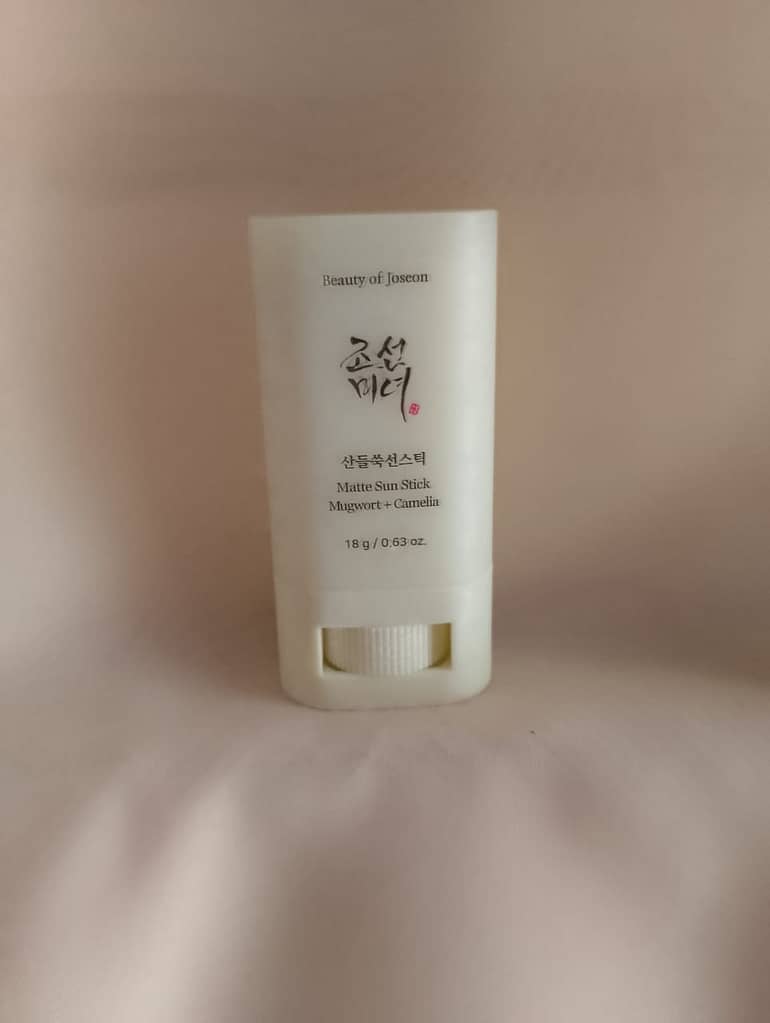 Beauty of Joseon
조선
미녀
산들쑥선스틱
Matte Sun Stick
Mugwort + Camelia
18 g / 0.63 oz.